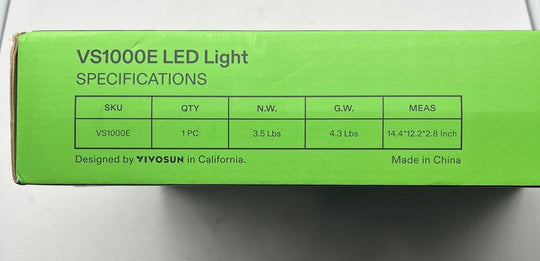 VS1000E LED Light
SPECIFICATIONS
SKU QTY N.W. G.W. MEAS
VS1000E 1 PC 3.5 Lbs 4.3 Lbs 14.4*12.2*2.8 Inch
Designed by VIVOSUN in California. Made in China